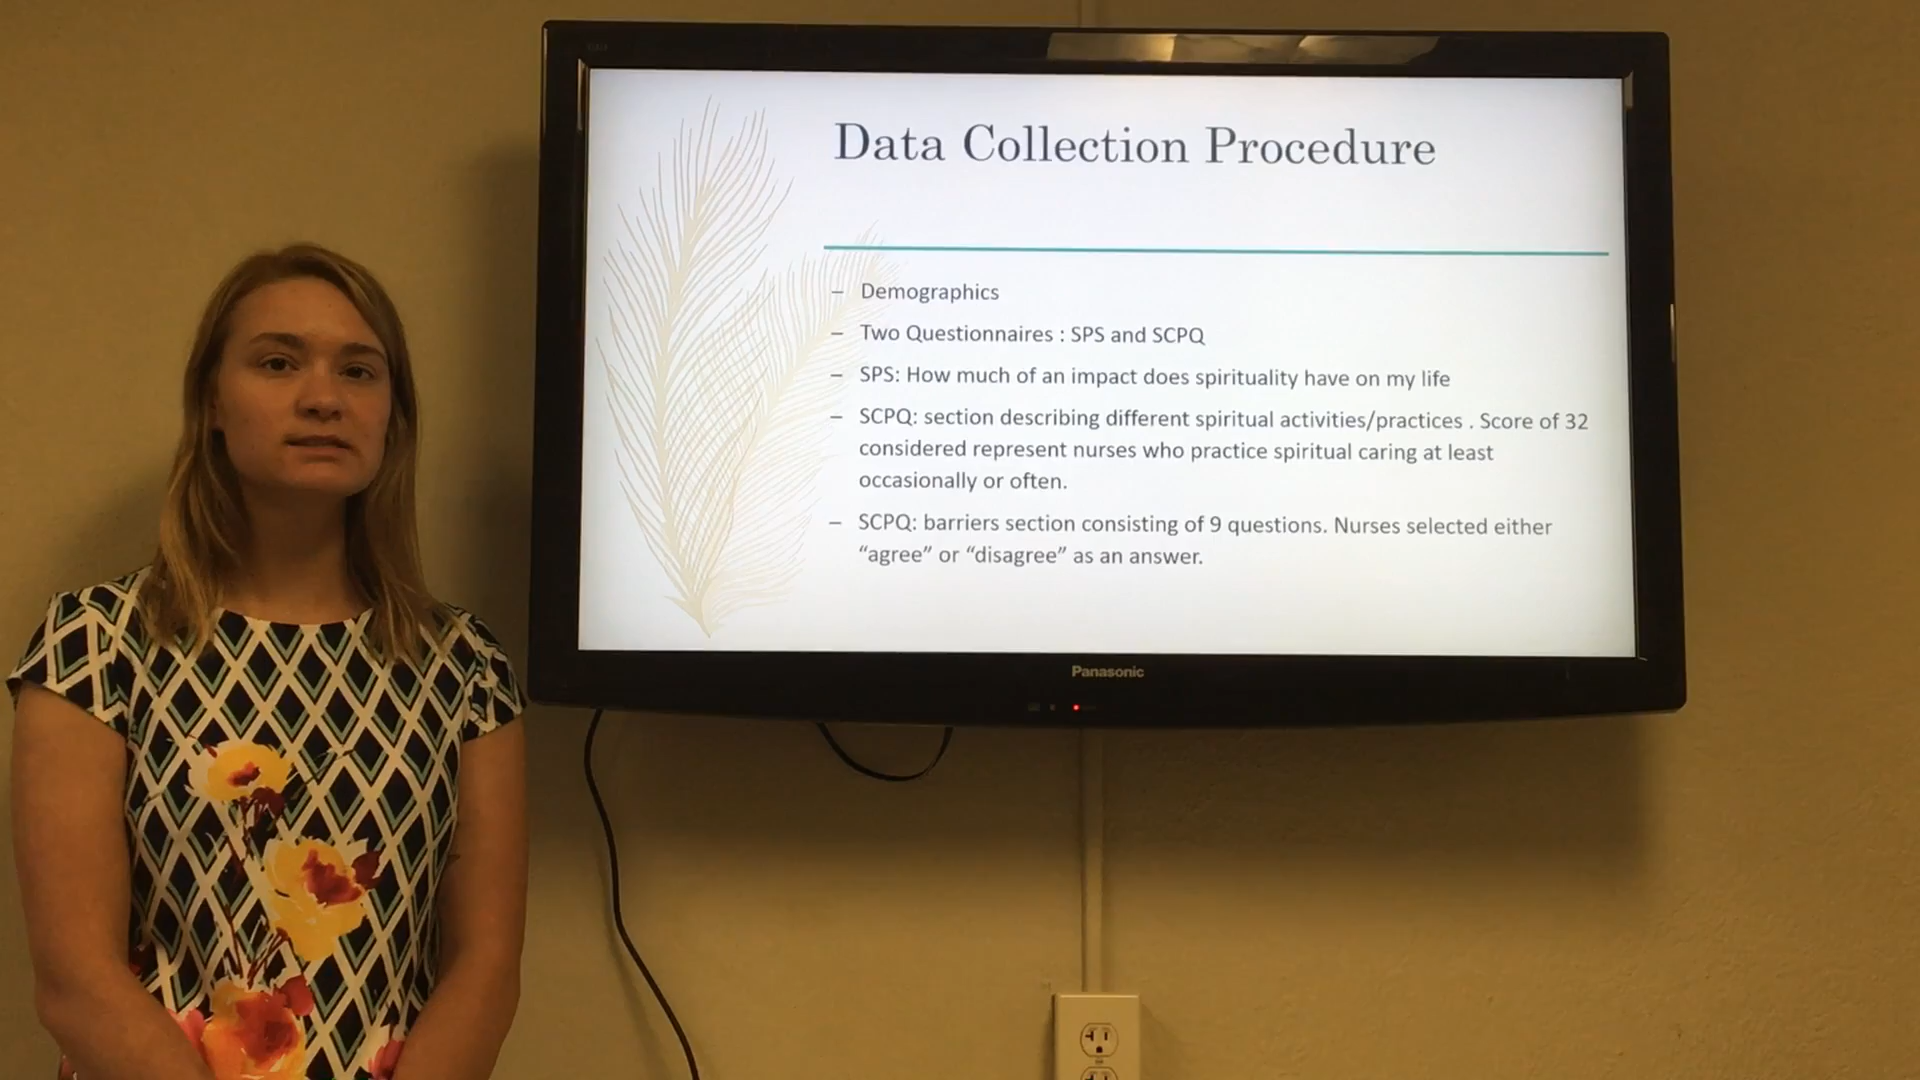 Data Collection Procedure
– Demographics
– Two Questionnaires : SPS and SCPQ
– SPS: How much of an impact does spirituality have on my life
– SCPQ: section describing different spiritual activities/practices . Score of 32
considered represent nurses who practice spiritual caring at least
occasionally or often.
– SCPQ: barriers section consisting of 9 questions. Nurses selected either
“agree” or “disagree” as an answer.
Panasonic